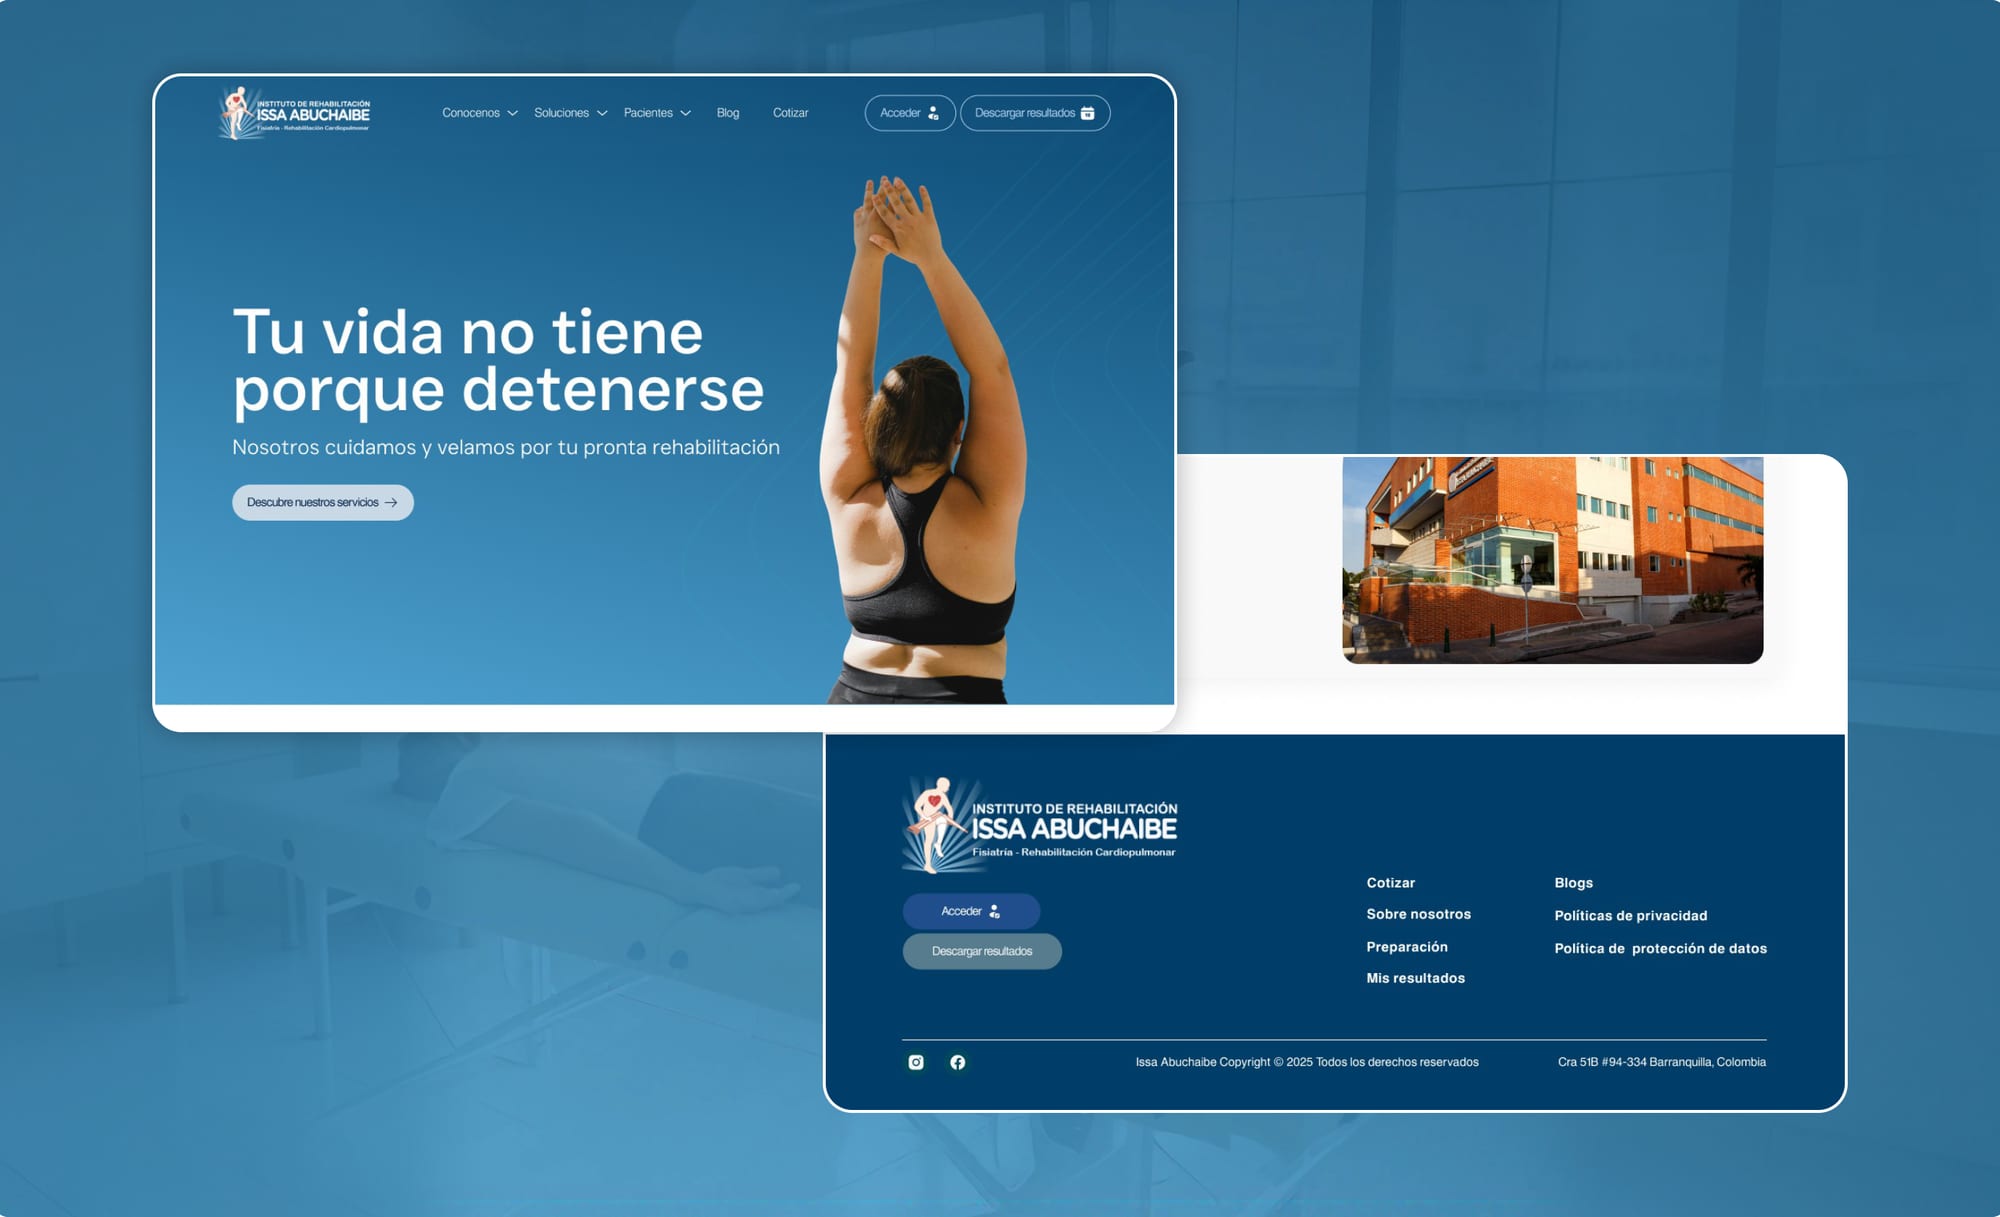 INSTITUTO DE REHABILITACIÓN
ISSA ABUCHAIBE
Fisiatría - Rehabilitación Cardiopulmonar
Conocenos
Soluciones
Pacientes
Blog
Cotizar
Acceder
Descargar resultados
Tu vida no tiene
porque detenerse
Nosotros cuidamos y velamos por tu pronta rehabilitación
Descubre nuestros servicios
INSTITUTO DE REHABILITACIÓN
ISSA ABUCHAIBE
Fisiatría - Rehabilitación Cardiopulmonar
Acceder
Descargar resultados
Cotizar
Sobre nosotros
Preparación
Mis resultados
Blogs
Políticas de privacidad
Política de  protección de datos
Issa Abuchaibe Copyright © 2025 Todos los derechos reservados
Cra 51B #94-334 Barranquilla, Colombia